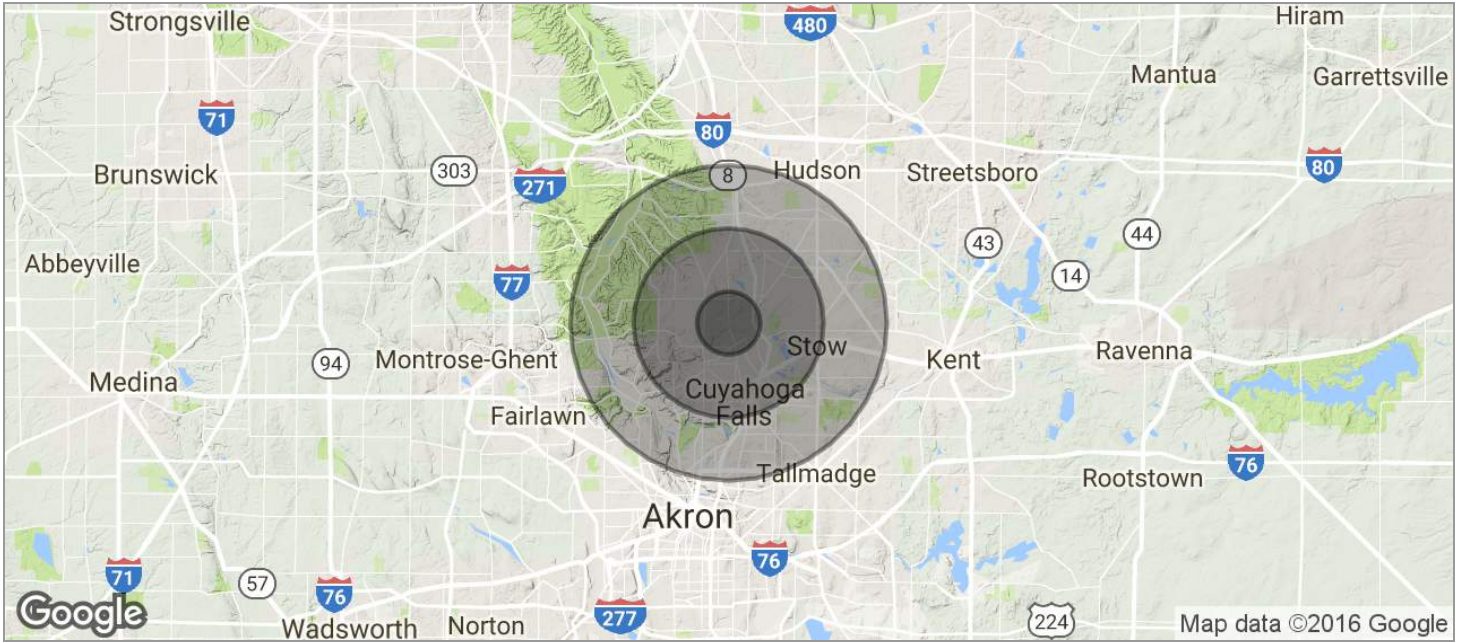 Strongsville
480
Hiram
Mantua
Garrettsville
71
80
Brunswick
303
271
8
Hudson
Streetsboro
80
Abbeyville
77
43
44
14
Medina
94
Montrose-Ghent
Stow
Kent
Ravenna
Cuyahoga
Falls
Fairlawn
Tallmadge
76
Rootstown
Akron
71
57
76
76
277
224
Google
Wadsworth
Norton
Map data ©2016 Google